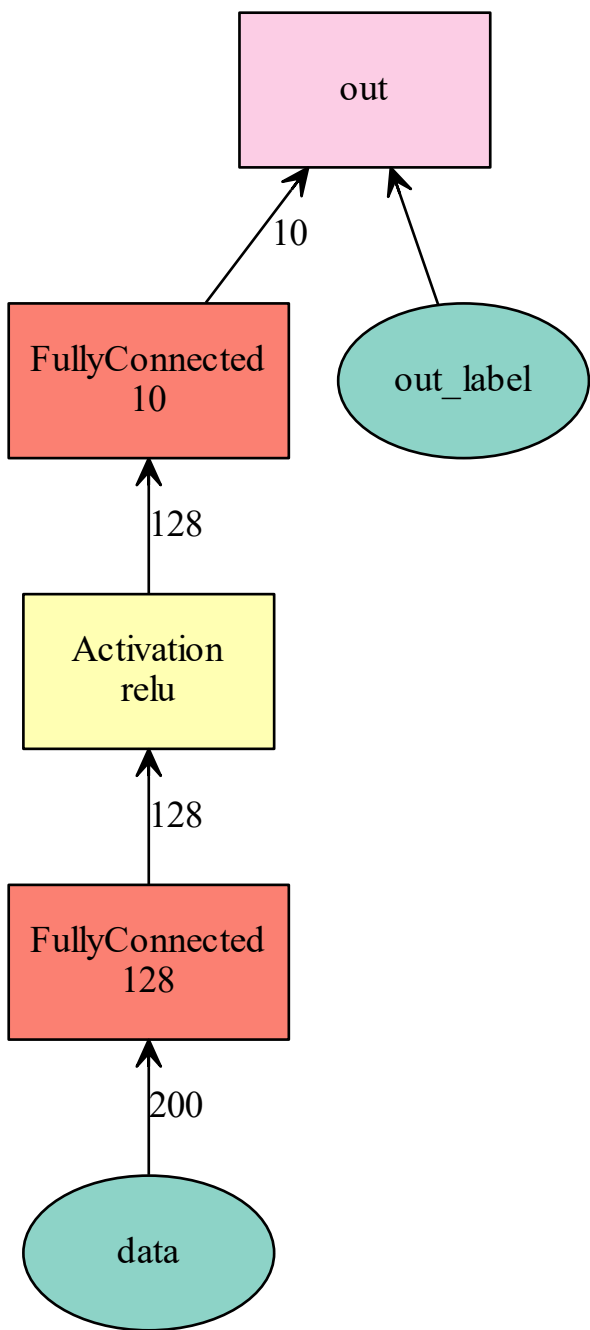 out
10
FullyConnected
10
out_label
128
Activation
relu
128
FullyConnected
128
200
data